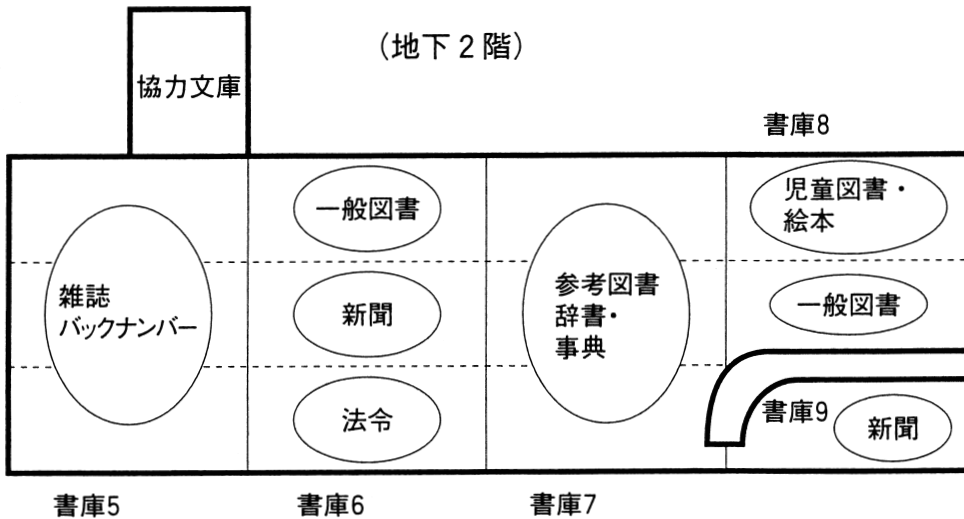 (地下2階)
協力文庫
書庫8
一般図書
児童図書・
絵本
雑誌
バックナンバー
新聞
参考図書
辞書・
事典
一般図書
法令
書庫9
新聞
書庫5
書庫6
書庫7